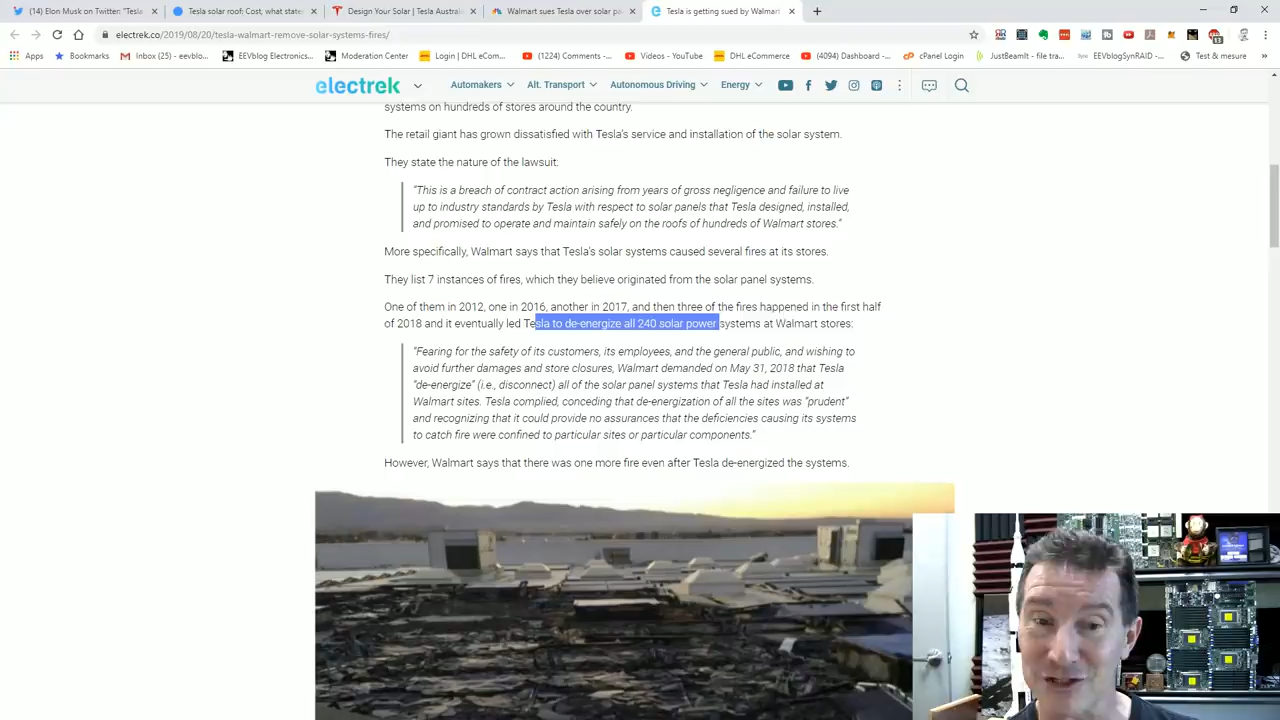 (14) Elon Musk on Twitter: "Tesla
Tesla solar roof: Cost, what state
Design Your Solar | Tesla Austral
Walmart sues Tesla over solar pa
Tesla is getting sued by Walmart
electrek.co/2019/08/20/tesla-walmart-remove-solar-systems-fires/
Apps
Bookmarks
Inbox (15) - eevblo
EEVblog Electronics
Moderation Center
Login | DHL eCom...
(1224) Comments -...
Videos - YouTube
DHL eCommerce
(4094) Dashboard -...
cPanel Login
JustBeamIt - file tra...
EEVblogSynRAID -...
Test & measure
electrek
Automakers
Alt. Transport
Autonomous Driving
Energy
systems on hundreds of stores around the country.
The retail giant has grown dissatisfied with Tesla's service and installation of the solar system.
They state the nature of the lawsuit:
"This is a breach of contract action arising from years of gross negligence and failure to live
up to industry standards by Tesla with respect to solar panels that Tesla designed, installed,
and promised to operate and maintain safely on the roofs of hundreds of Walmart stores."
More specifically, Walmart says that Tesla's solar systems caused several fires at its stores.
They list 7 instances of fires, which they believe originated from the solar panel systems.
One of them in 2012, one in 2016, another in 2017, and then three of the fires happened in the first half
of 2018 and it eventually led Tesla to de-energize all 240 solar power systems at Walmart stores:
"Fearing for the safety of its customers, its employees, and the general public, and wishing to
avoid further damages and store closures, Walmart demanded on May 31, 2018 that Tesla
"de-energize" (i.e., disconnect) all of the solar panel systems that Tesla had installed at
Walmart sites. Tesla complied, conceding that de-energization of all the sites was "prudent"
and recognizing that it could provide no assurances that the deficiencies causing its systems
to catch fire were confined to particular sites or particular components."
However, Walmart says that there was one more fire even after Tesla de-energized the systems.